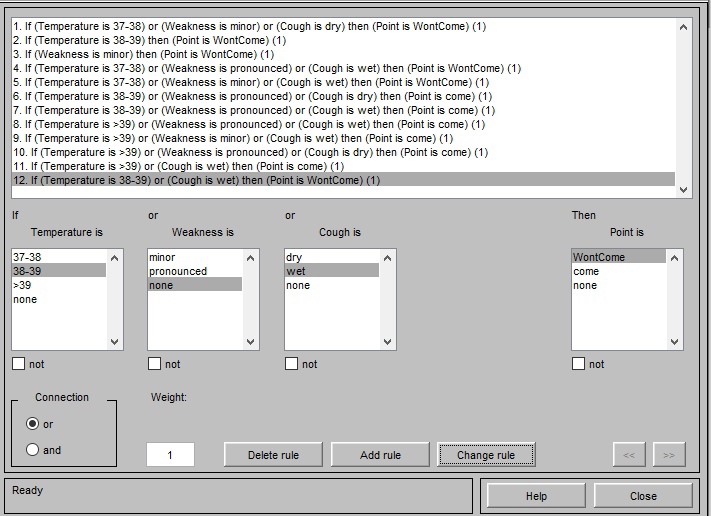 1. If (Temperature is 37-38) or (Weakness is minor) or (Cough is dry) then (Point is WontCome) (1)
2. If (Temperature is 38-39) then (Point is WontCome) (1)
3. If (Weakness is minor) then (Point is WontCome) (1)
4. If (Temperature is 37-38) or (Weakness is pronounced) or (Cough is wet) then (Point is WontCome) (1)
5. If (Temperature is 37-38) or (Weakness is minor) or (Cough is wet) then (Point is WontCome) (1)
6. If (Temperature is 38-39) or (Weakness is pronounced) or (Cough is dry) then (Point is come) (1)
7. If (Temperature is 38-39) or (Weakness is pronounced) or (Cough is wet) then (Point is come) (1)
8. If (Temperature is >39) or (Weakness is pronounced) or (Cough is wet) then (Point is come) (1)
9. If (Temperature is >39) or (Weakness is minor) or (Cough is wet) then (Point is come) (1)
10. If (Temperature is >39) or (Weakness is pronounced) or (Cough is dry) then (Point is come) (1)
11. If (Temperature is >39) or (Cough is wet) then (Point is come) (1)
12. If (Temperature is 38-39) or (Cough is wet) then (Point is WontCome) (1)
If or or Then
Temperature is Weakness is Cough is Point is
37-38 minor dry WontCome
38-39 pronounced wet come
>39 none none none
none
not not not not
Connection Weight:
or
and 1 Delete rule Add rule Change rule << >>
Ready Help Close